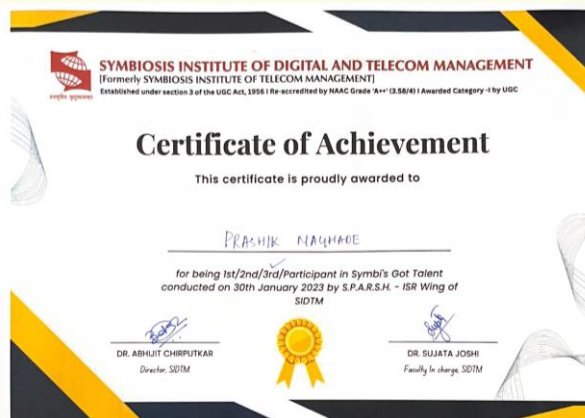 SYMBIOSIS INSTITUTE OF DIGITAL AND TELECOM MANAGEMENT
[Formerly SYMBIOSIS INSTITUTE OF TELECOM MANAGEMENT]
Established under section 3 of the UGC Act, 1956 I Re-accredited by NAAC Grade 'A++' (3.58/4) I Awarded Category -I by UGC
Certificate of Achievement
This certificate is proudly awarded to
PRASHIK
for being 1st/2nd/3rd/Participant in Symbi's Got Talent
conducted on 30th January 2023 by S.P.A.R.S.H. - ISR Wing of
SIDTM
DR. ABHIJIT CHIRPUTKAR
Director, SIDTM
DR. SUJATA JOSHI
Faculty In charge, SIDTM